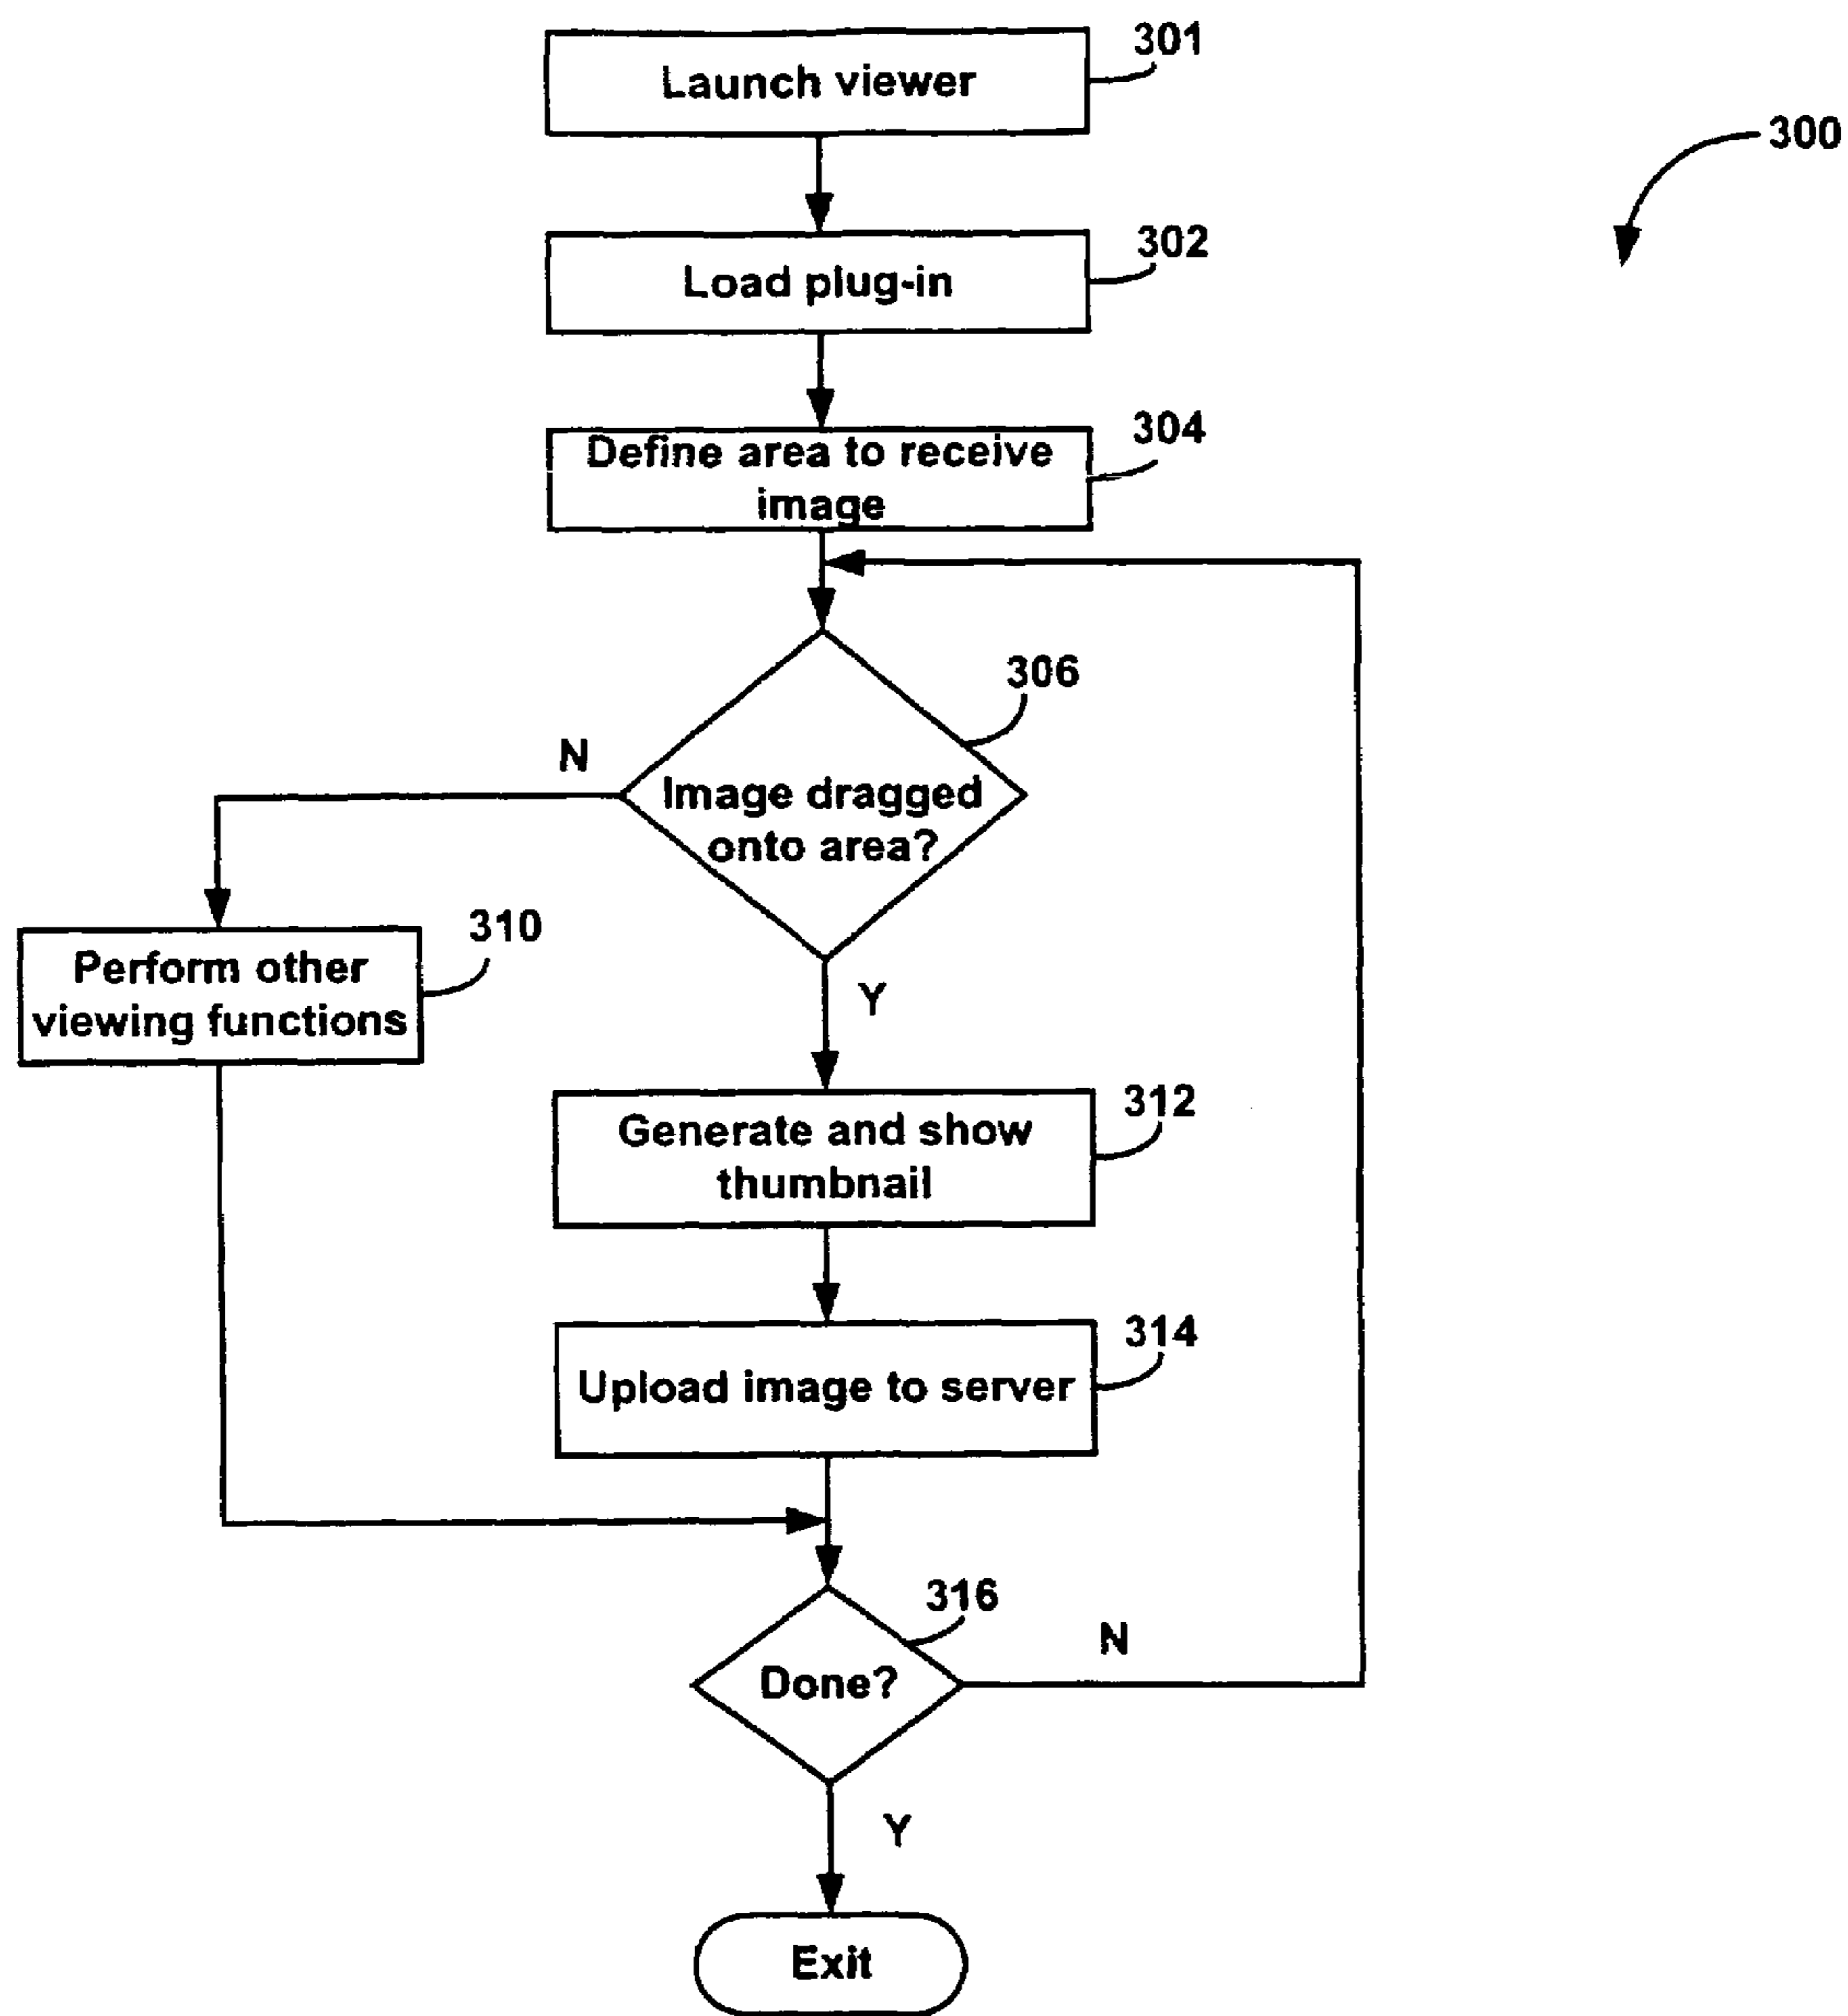 Launch viewer
301
300
Load plug-in
302
Define area to receive
image
304
306
N
Image dragged
onto area?
Y
310
Perform other
viewing functions
312
Generate and show
thumbnail
314
Upload image to server
316
Done?
N
Y
Exit